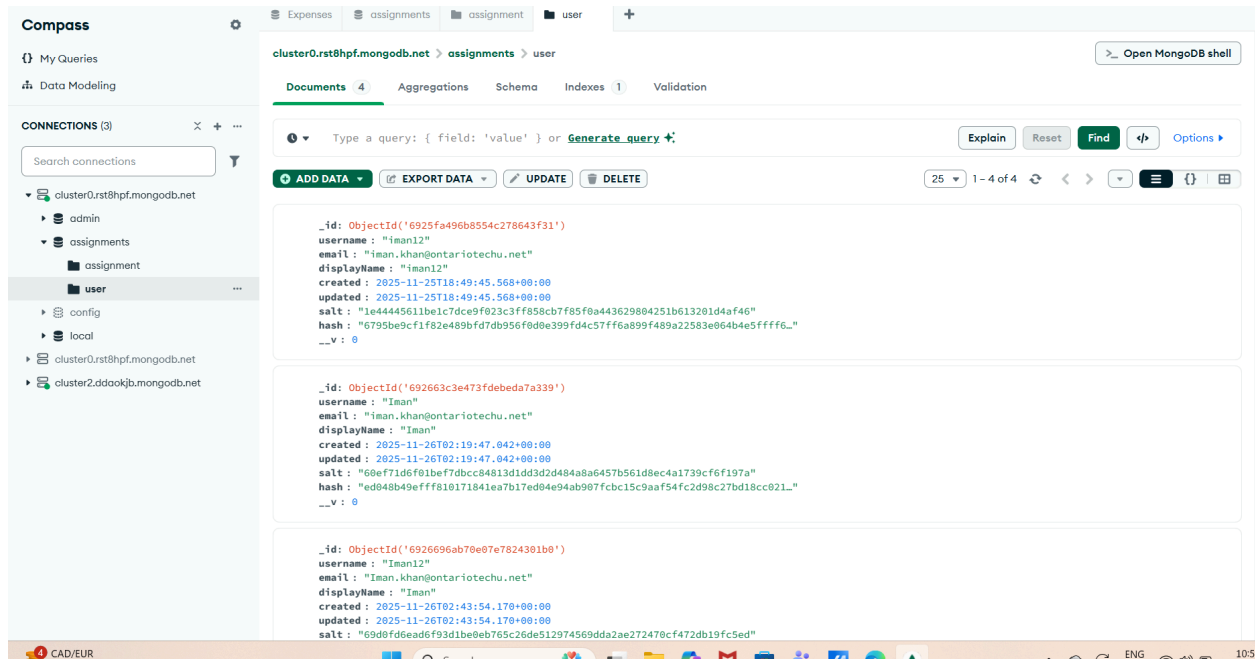 Compass
My Queries
Data Modeling
CONNECTIONS (3)
Search connections
cluster0.rst8hpf.mongodb.net
admin
assignments
assignment
user
config
local
cluster0.rst8hpf.mongodb.net
cluster2.ddaokjb.mongodb.net
Expenses assignments assignment user
cluster0.rst8hpf.mongodb.net > assignments > user
>_ Open MongoDB shell
Documents 4 Aggregations Schema Indexes 1 Validation
Type a query: { field: 'value' } or Generate query
Explain Reset Find </> Options
ADD DATA EXPORT DATA UPDATE DELETE
25 1 – 4 of 4
_id: ObjectId('6925fa496b8554c278643f31')
username : "iman12"
email : "iman.khan@ontariotechu.net"
displayName : "iman12"
created : 2025-11-25T18:49:45.568+00:00
updated : 2025-11-25T18:49:45.568+00:00
salt : "1e44445611be1c7dce9f023c3ff858cb7f85f0a443629804251b613201d4af46"
hash : "6795be9cf1f82e489bfd7db956f0d0e399fd4c57ff6a899f489a22583e064b4e5ffff6…"
__v : 0
_id: ObjectId('692663c3e473fdebeda7a339')
username : "Iman"
email : "iman.khan@ontariotechu.net"
displayName : "Iman"
created : 2025-11-26T02:19:47.042+00:00
updated : 2025-11-26T02:19:47.042+00:00
salt : "60ef71d6f01bef7dbcc84813d1dd3d2d484a8a6457b561d8ec4a1739cf6f197a"
hash : "ed048b49efff810171841ea7b17ed04e94ab907fcbc15c9aaf54fc2d98c27bd18cc021…"
__v : 0
_id: ObjectId('6926696ab70e07e7824301b0')
username : "Iman12"
email : "Iman.khan@ontariotechu.net"
displayName : "Iman"
created : 2025-11-26T02:43:54.170+00:00
updated : 2025-11-26T02:43:54.170+00:00
salt : "69d0fd6ead6f93d1be0eb765c26de512974569dda2ae272470cf472db19fc5ed"
4 CAD/EUR
ENG
10:5